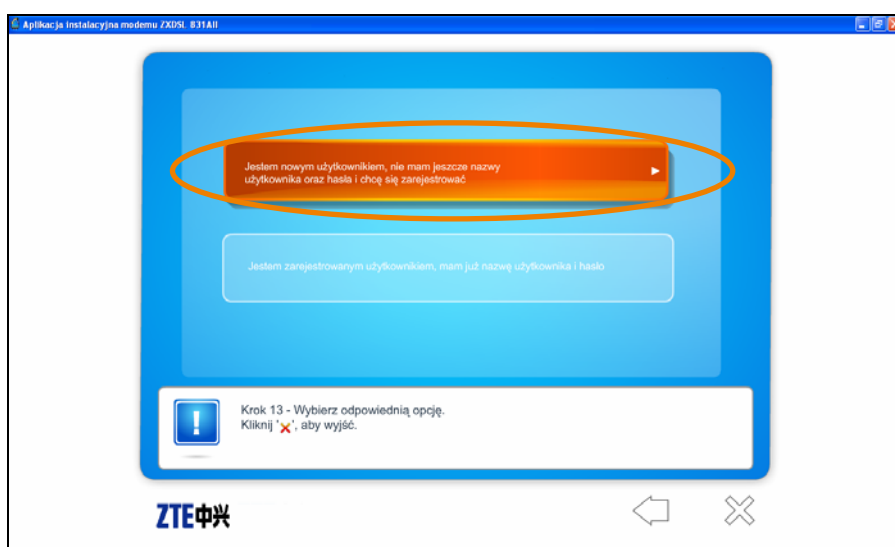 Aplikacja instalacyjna modemu ZXDSL 831AII
Jestem nowym użytkownikiem, nie mam jeszcze nazwy
użytkownika oraz hasła i chcę się zarejestrować
Jestem zarejestrowanym użytkownikiem, mam już nazwę użytkownika i hasło
Krok 13 - Wybierz odpowiednią opcję.
Kliknij '×', aby wyjść.
ZTE中兴